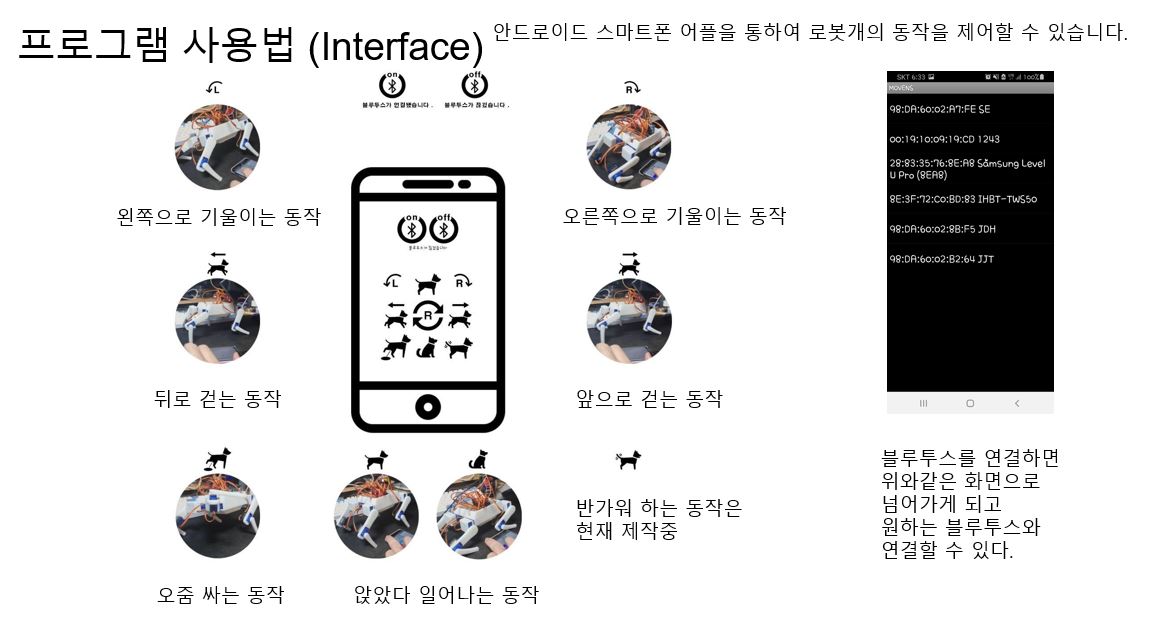 프로그램 사용법 (Interface)
안드로이드 스마트폰 어플을 통하여 로봇개의 동작을 제어할 수 있습니다.
L
on
off
블루투스가 연결됐습니다.
블루투스가 끊겼습니다.
R
왼쪽으로 기울이는 동작
오른쪽으로 기울이는 동작
on
off
L
R
R
뒤로 걷는 동작
앞으로 걷는 동작
오줌 싸는 동작
앉았다 일어나는 동작
반가워 하는 동작은
현재 제작중
SKT 6:33
100%
MOVENS
98:DA:60:02:A7:FE SE
00:19:10:09:19:CD 1243
28:83:35:76:8E:A8 Samsung Level
U Pro (8EA8)
8E:3F:72:C0:BD:83 IHBT-TWS50
98:DA:60:02:8B:F5 JDH
98:DA:60:02:B2:64 JJT
블루투스를 연결하면
위와같은 화면으로
넘어가게 되고
원하는 블루투스와
연결할 수 있다.